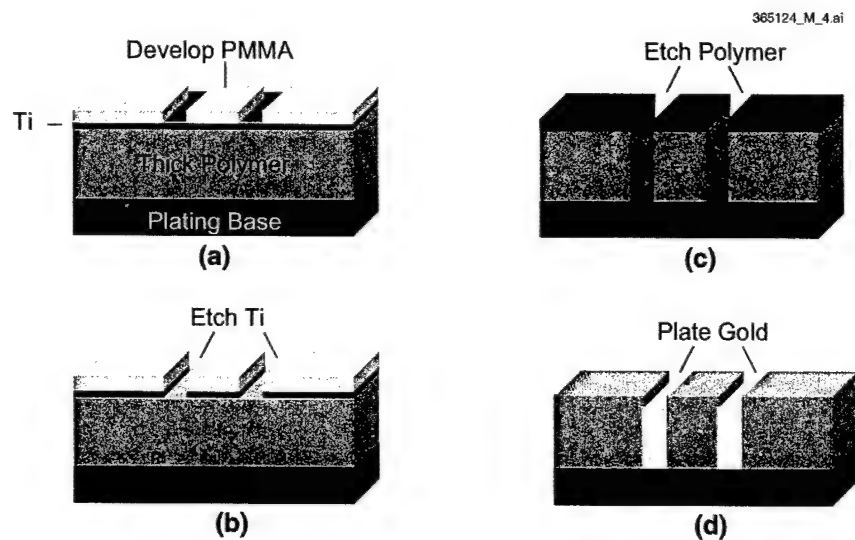 365124_M_4.ai
Develop PMMA
Etch Polymer
Ti
Thick Polymer
Plating Base
(a)
(c)
Etch Ti
Plate Gold
(b)
(d)